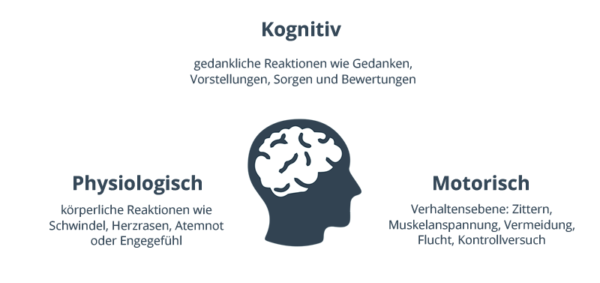 Kognitiv
gedankliche Reaktionen wie Gedanken,
Vorstellungen, Sorgen und Bewertungen
Physiologisch
körperliche Reaktionen wie
Schwindel, Herzrasen, Atemnot
oder Engegefühl
Motorisch
Verhaltensebene: Zittern,
Muskelanspannung, Vermeidung,
Flucht, Kontrollversuch